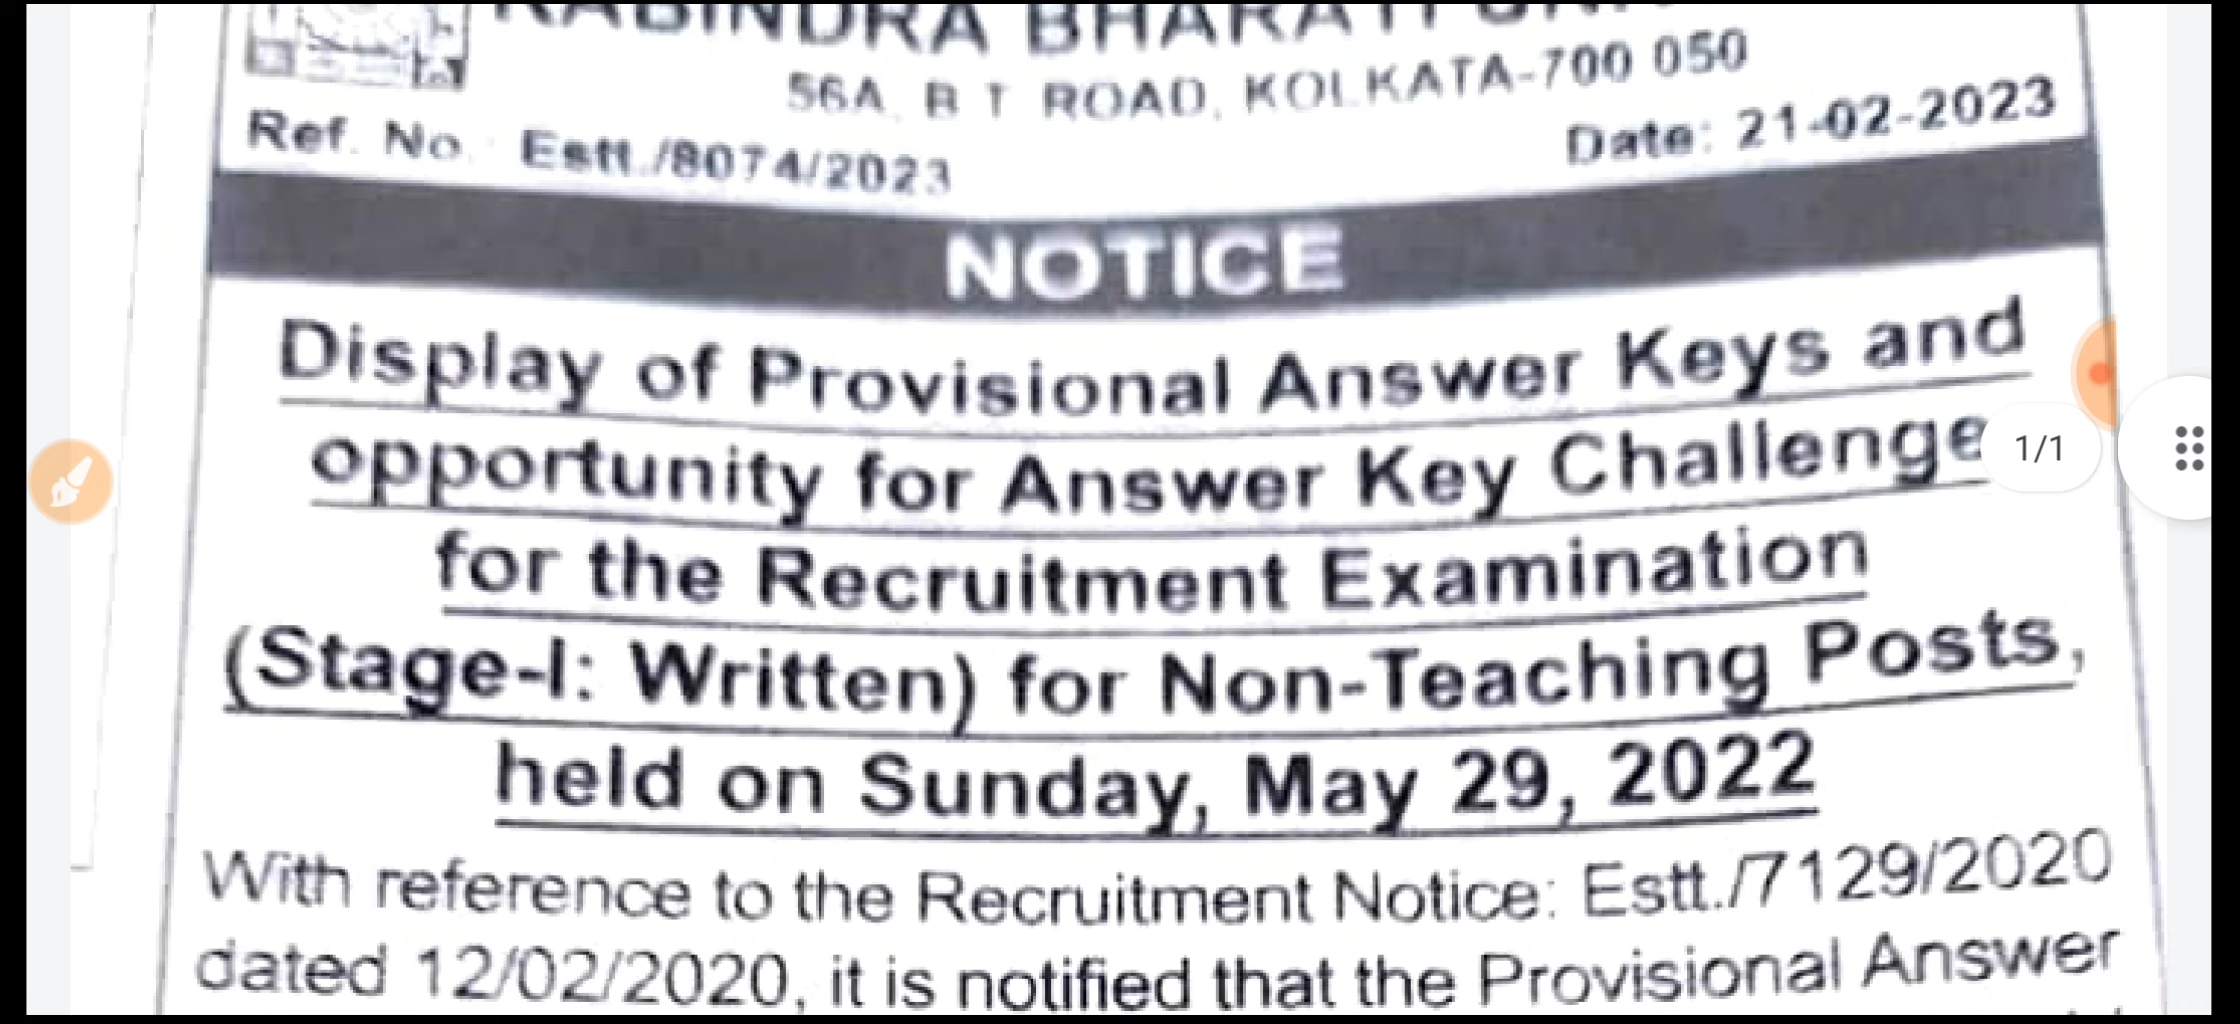 RABINDRA BHARATI
56A, B T ROAD, KOLKATA-700 050
Ref. No. Estt./8074/2023
Date: 21-02-2023
NOTICE
Display of Provisional Answer Keys and
opportunity for Answer Key Challenge
for the Recruitment Examination
(Stage-I: Written) for Non-Teaching Posts,
held on Sunday, May 29, 2022
With reference to the Recruitment Notice: Estt./7129/2020
dated 12/02/2020, it is notified that the Provisional Answer
1/1